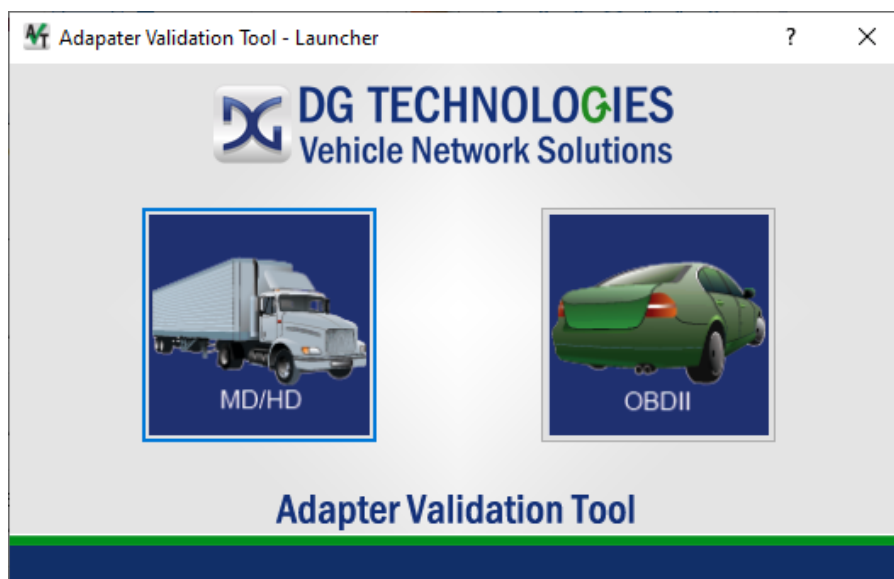 Adapater Validation Tool - Launcher
?
DG TECHNOLOGIES
Vehicle Network Solutions
MD/HD
OBDII
Adapter Validation Tool